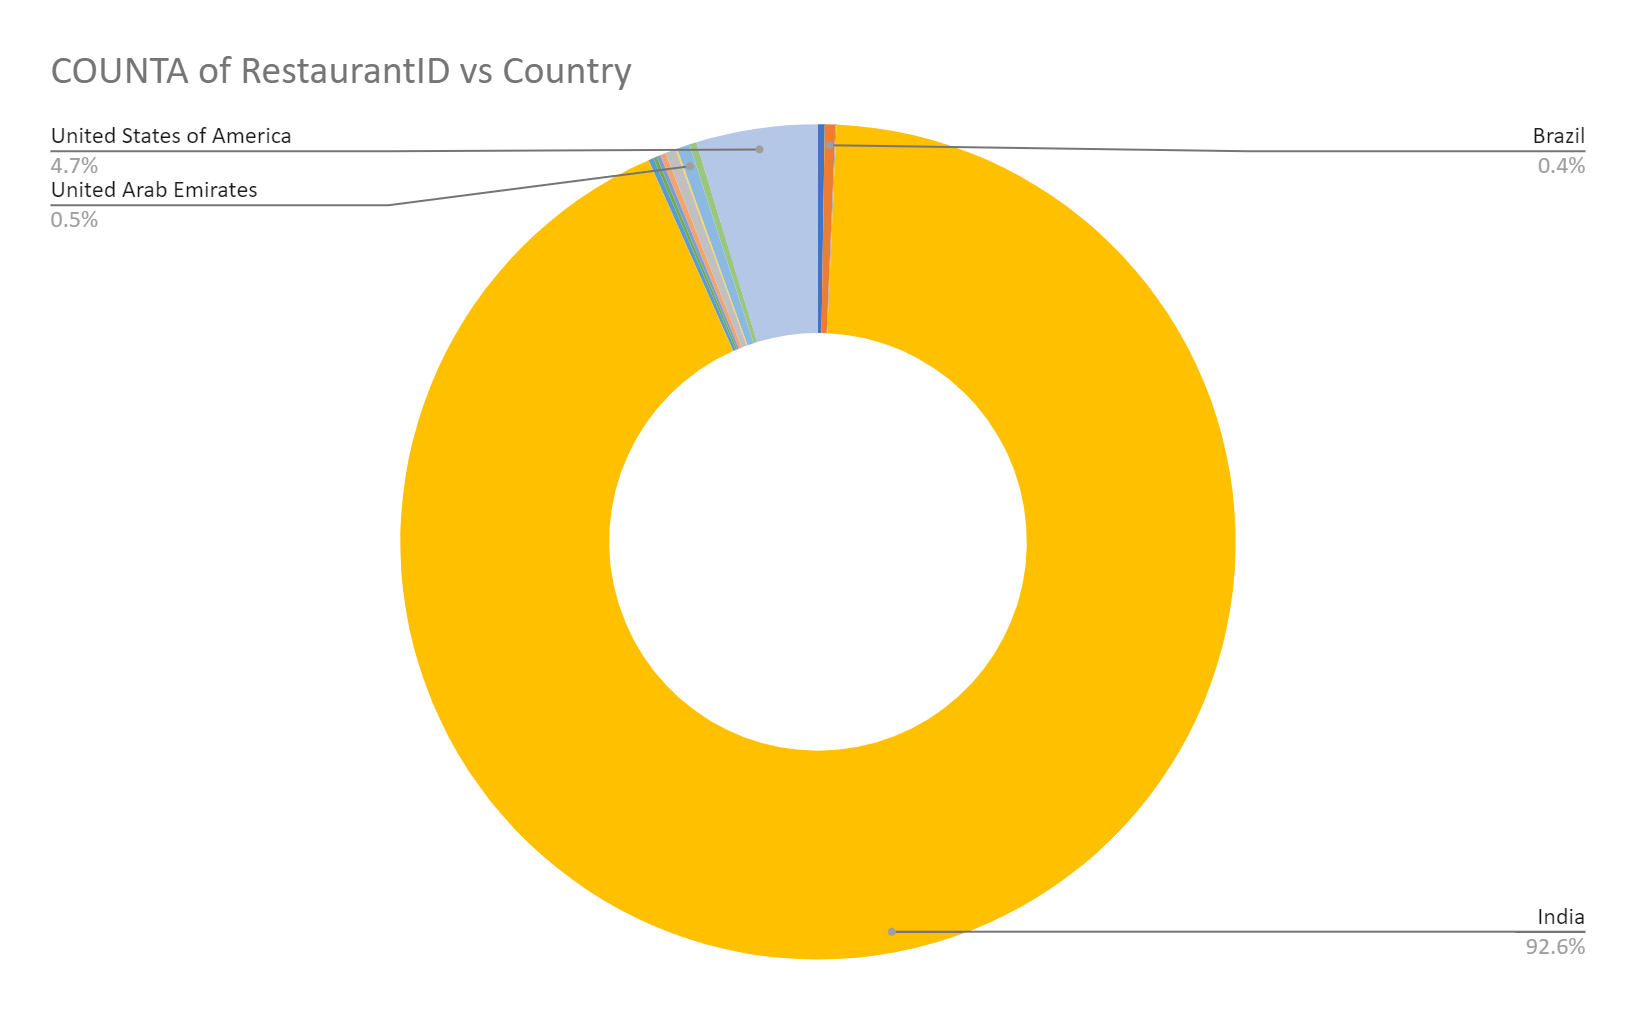 COUNTA of RestaurantID vs Country
United States of America
4.7%
United Arab Emirates
0.5%
Brazil
0.4%
India
92.6%